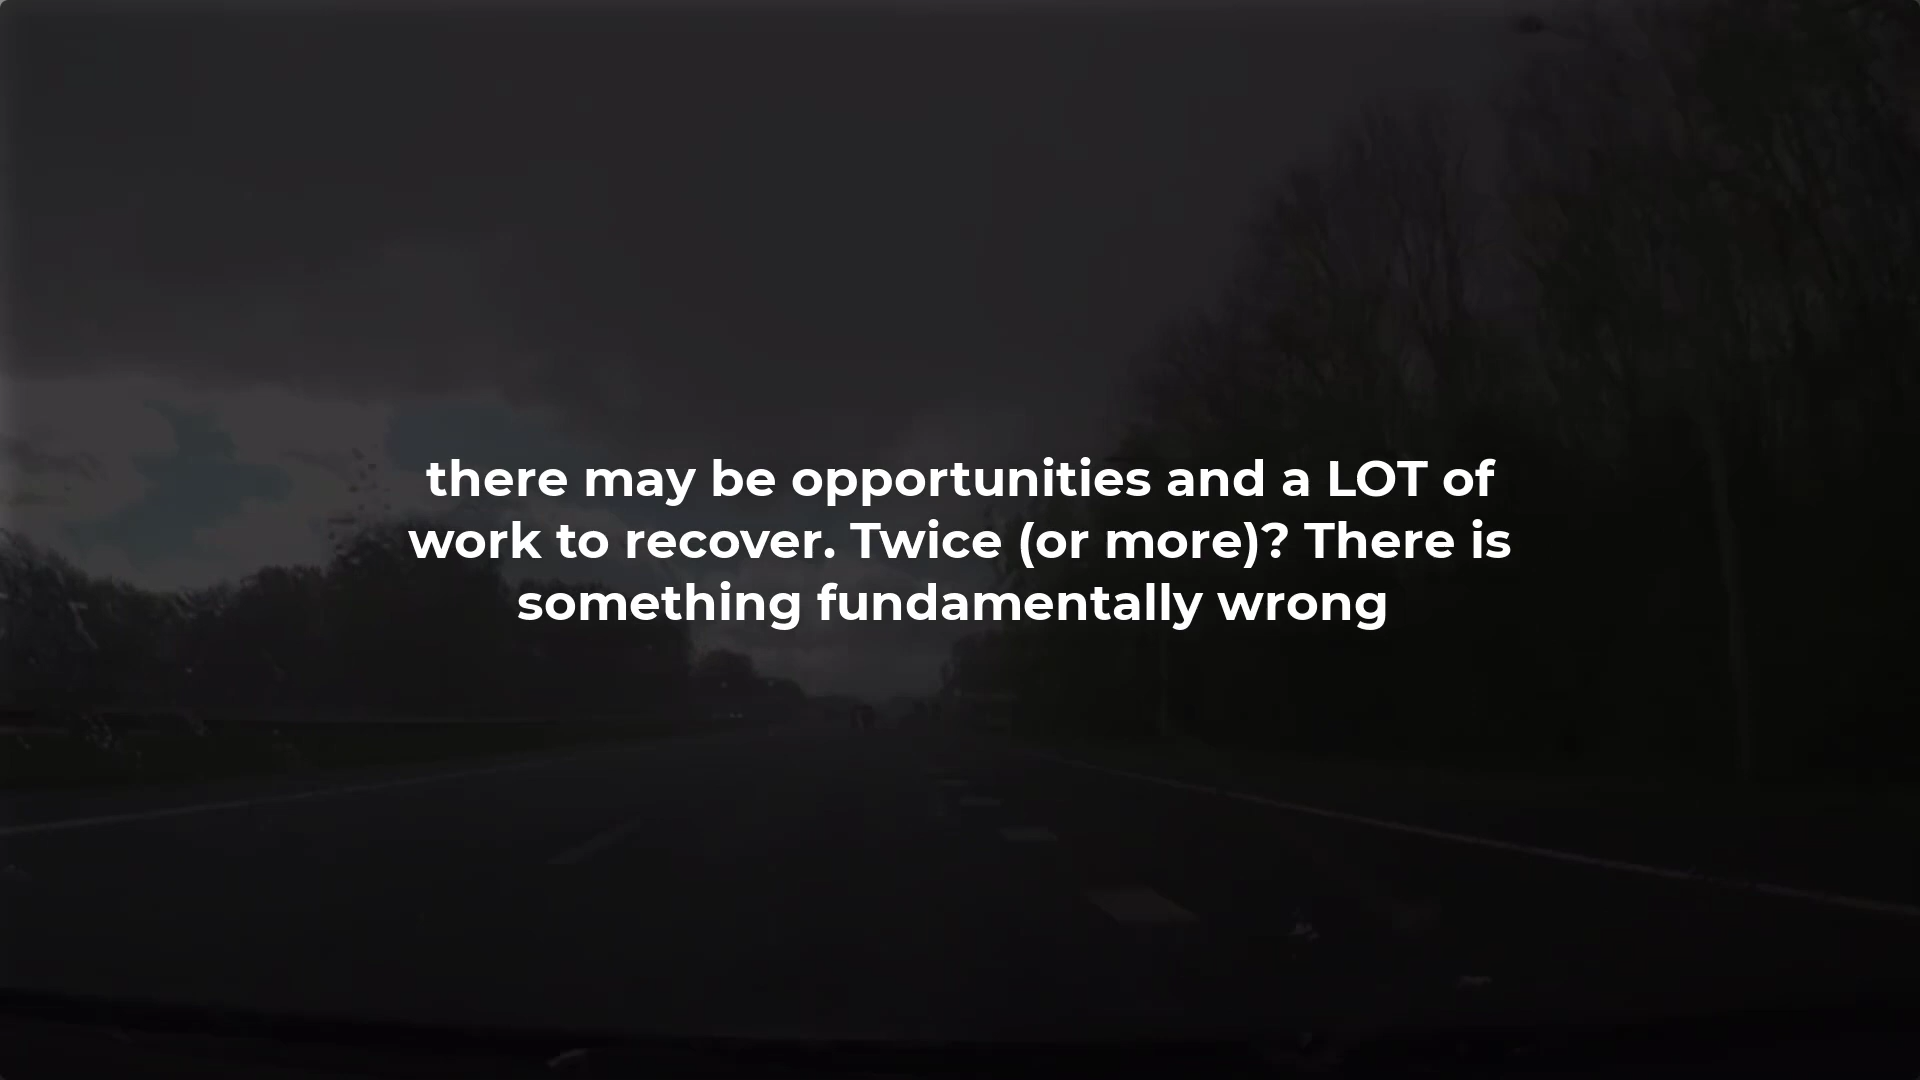 there may be opportunities and a LOT of
work to recover. Twice (or more)? There is
something fundamentally wrong